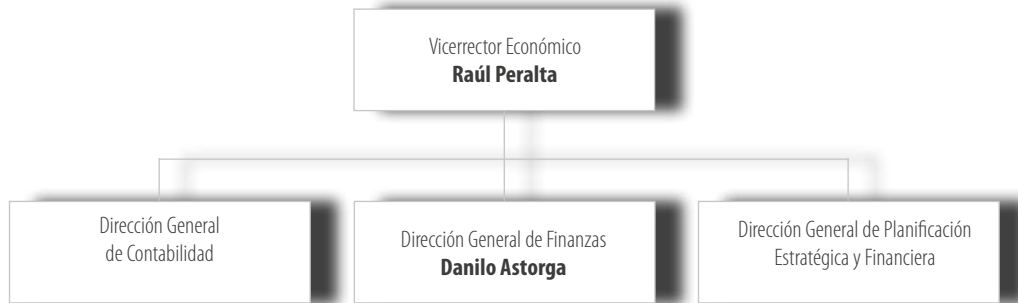 Vicerrector Económico
Raúl Peralta
Dirección General
de Contabilidad
Dirección General de Finanzas
Danilo Astorga
Dirección General de Planificación
Estratégica y Financiera